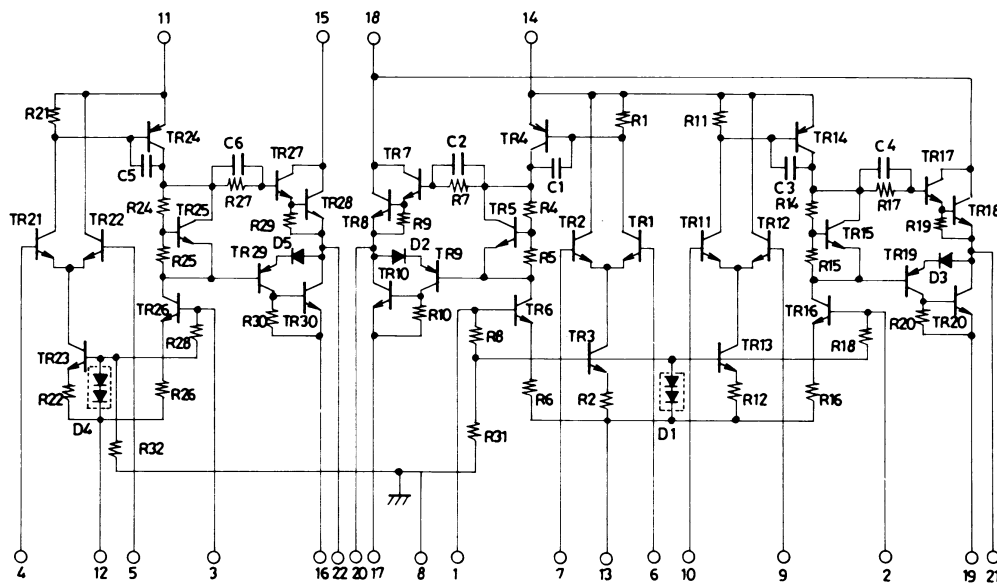 11 15 18 14
R21 TR24 C6 TR27 TR7 C2 TR4 R1 R11 TR14 C4 TR17
C5 R27 TR28 R7 C1 C3 R17 TR18
R24 TR25 R29 TR8 R9 TR5 R4 R14 R19
TR21 TR22 D5 D2 TR2 TR1 TR11 TR12 TR15
R25 TR29 TR9 R5 R15 TR19 D3
TR26 R30 TR30 TR10 R10 TR6 TR16 R20 TR20
R28 R8 R18
TR23 TR3 TR13
R22 R26 R6 R2 R12 R16
D4 R32 R31 D1
4 12 5 3 16 22 20 17 8 1 7 13 6 10 9 2 19 21